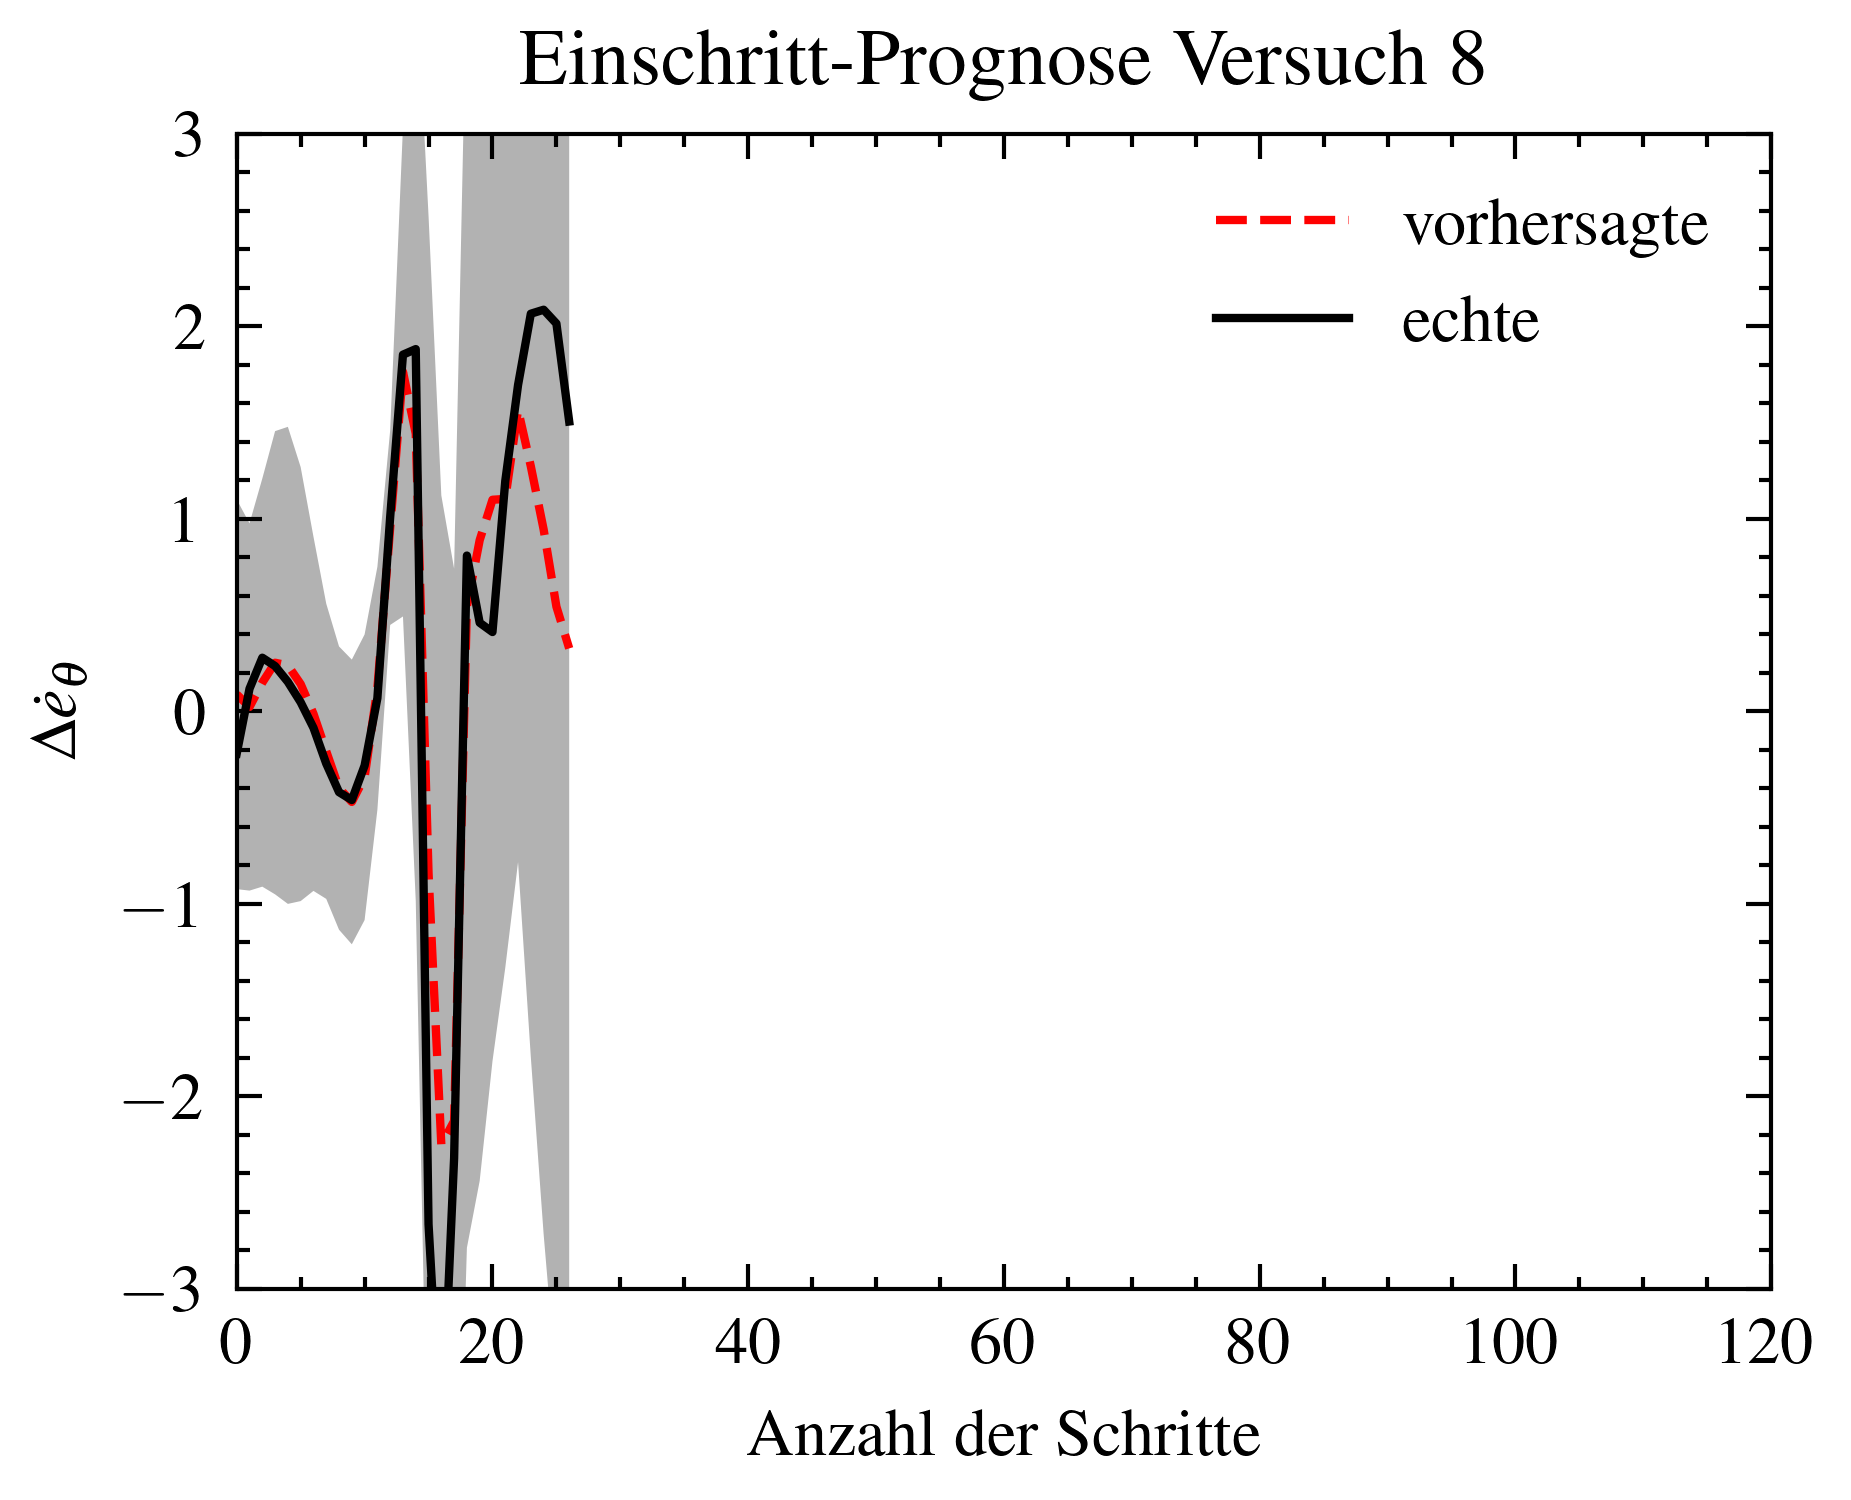 Einschritt-Prognose Versuch 8
3
2
1
0
−1
−2
−3
Δė_θ
vorhersagte
echte
0 20 40 60 80 100 120
Anzahl der Schritte